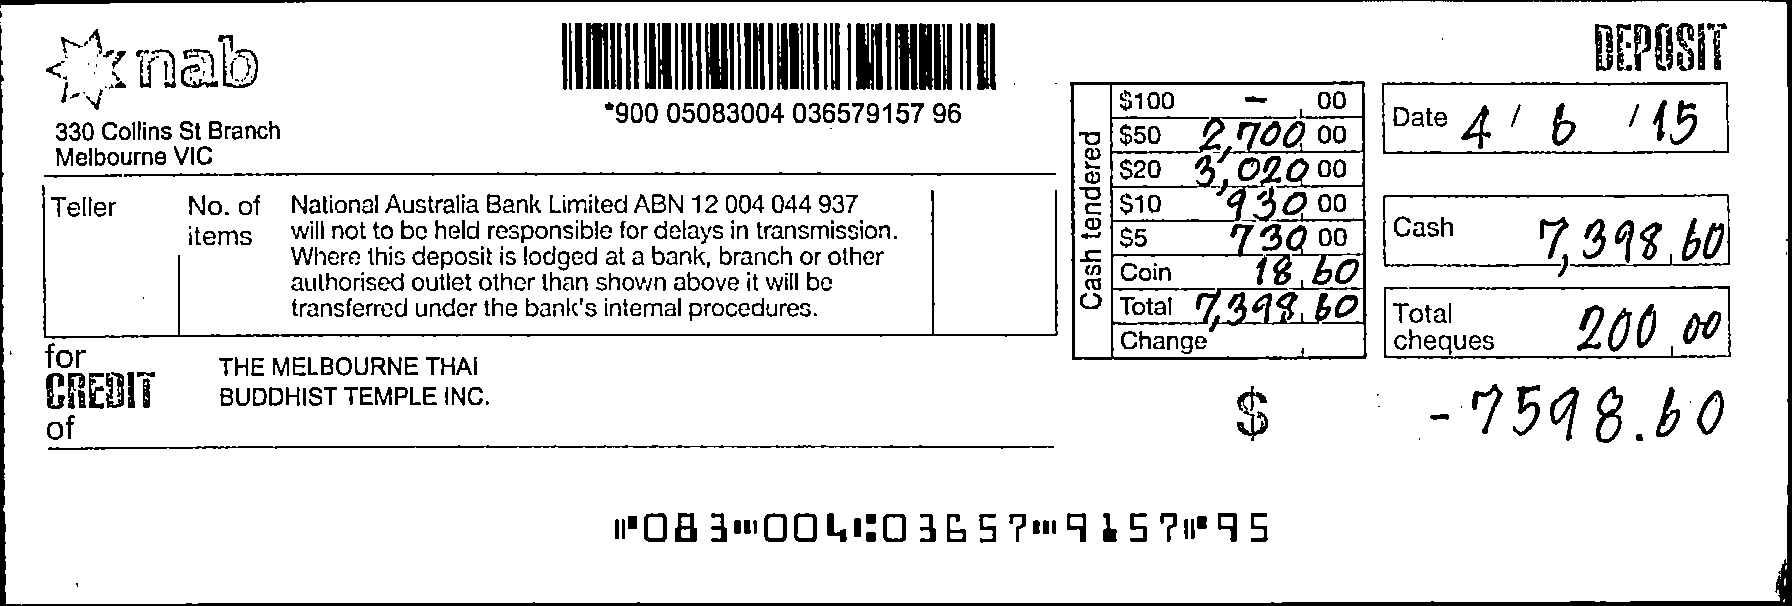 nab
DEPOSIT
*900 05083004 036579157 96
330 Collins St Branch
Melbourne VIC
Teller
No. of
items
National Australia Bank Limited ABN 12 004 044 937
will not to be held responsible for delays in transmission.
Where this deposit is lodged at a bank, branch or other
authorised outlet other than shown above it will be
transferred under the bank's internal procedures.
for
CREDIT
of
THE MELBOURNE THAI
BUDDHIST TEMPLE INC.
Cash tendered
$100 — 00
$50 2,700 00
$20 3,020 00
$10 930 00
$5 730 00
Coin 18 60
Total 7,398 60
Change
Date 4 / 6 / 15
Cash 7,398 60
Total
cheques 200 00
$ -7598.60
⑈083⑉004⑆03657⑉9157⑈95